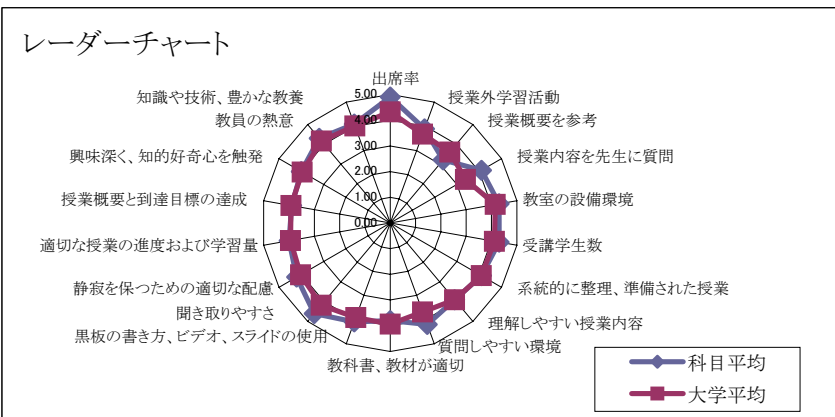 レーダーチャート
出席率
授業外学習活動
授業概要を参考
授業内容を先生に質問
教室の設備環境
受講学生数
系統的に整理、準備された授業
理解しやすい授業内容
質問しやすい環境
教科書、教材が適切
黒板の書き方、ビデオ、スライドの使用
聞き取りやすさ
静寂を保つための適切な配慮
適切な授業の進度および学習量
授業概要と到達目標の達成
興味深く、知的好奇心を触発
教員の熱意
知識や技術、豊かな教養
5.00
4.00
3.00
2.00
1.00
0.00
科目平均
大学平均